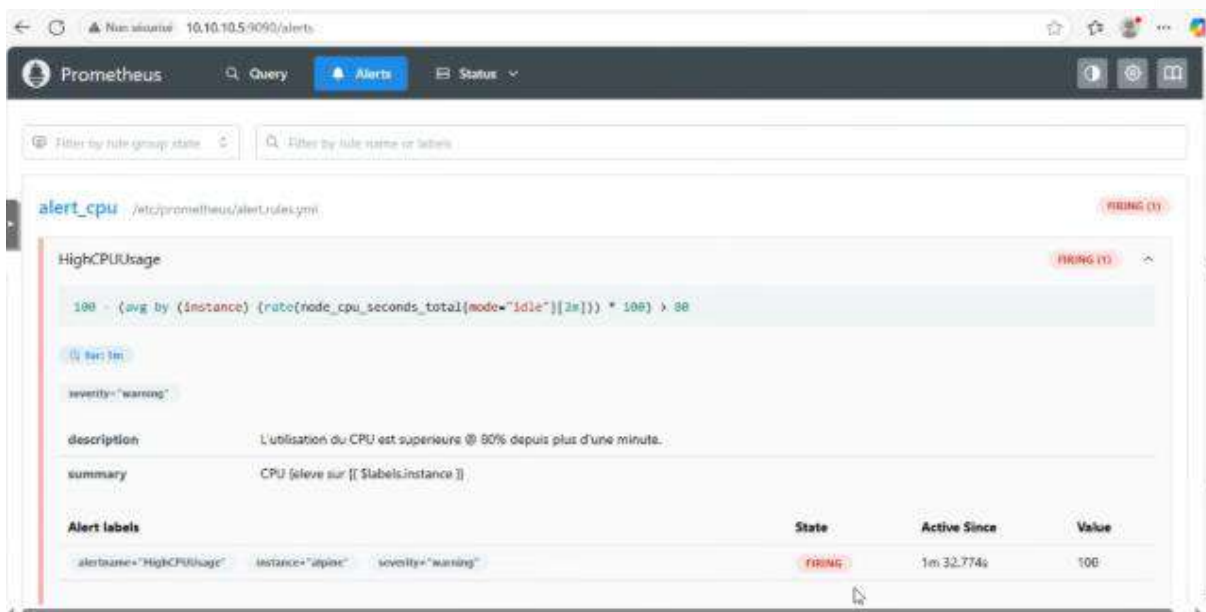 Non sécurisé 10.10.10.5:9090/alerts
Prometheus Query Alerts Status
Filter by rule group state Filter by rule name or labels
alert_cpu /etc/prometheus/alert.rules.yml FIRING (1)
HighCPUUsage FIRING (1)
100 - (avg by (instance) (rate(node_cpu_seconds_total{mode="idle"}[2m])) * 100) > 80
for: 1m
severity="warning"
description L'utilisation du CPU est superieure @ 80% depuis plus d'une minute.
summary CPU {eleve sur {{ $labels.instance }}
Alert labels State Active Since Value
alertname="HighCPUUsage" instance="alpine" severity="warning" FIRING 1m 32.774s 100